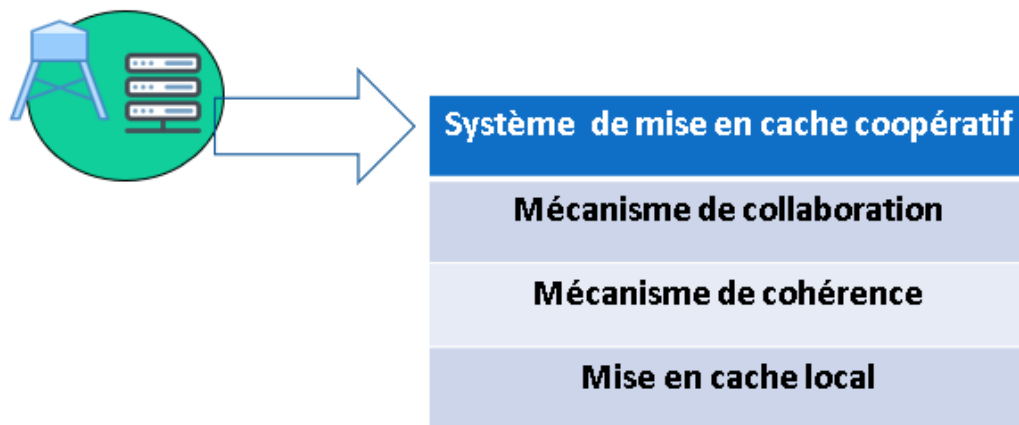 Système de mise en cache coopératif
Mécanisme de collaboration
Mécanisme de cohérence
Mise en cache local